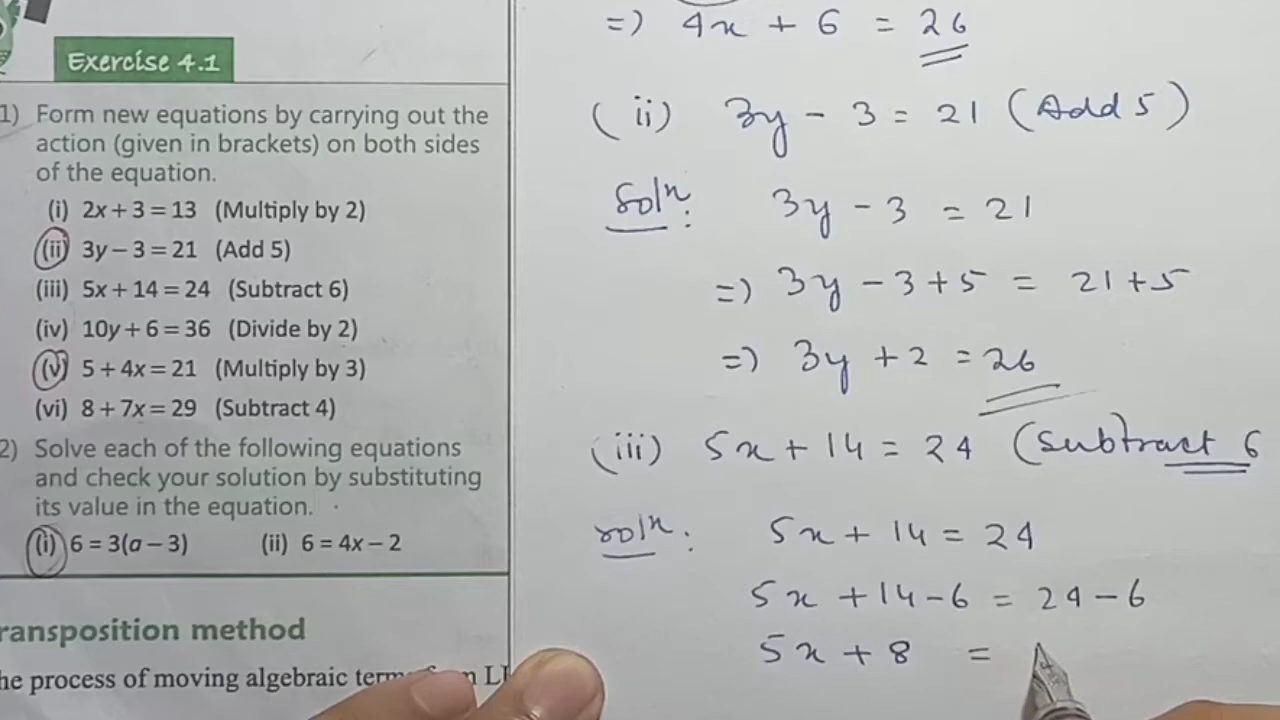 Exercise 4.1
1) Form new equations by carrying out the
action (given in brackets) on both sides
of the equation.
(i) 2x + 3 = 13 (Multiply by 2)
(ii) 3y – 3 = 21 (Add 5)
(iii) 5x + 14 = 24 (Subtract 6)
(iv) 10y + 6 = 36 (Divide by 2)
(v) 5 + 4x = 21 (Multiply by 3)
(vi) 8 + 7x = 29 (Subtract 4)
2) Solve each of the following equations
and check your solution by substituting
its value in the equation.
(i) 6 = 3(a – 3) (ii) 6 = 4x – 2
ransposition method
he process of moving algebraic
=) 4x + 6 = 26
(ii) 3y - 3 = 21 (Add 5)
Soln: 3y - 3 = 21
=) 3y - 3 + 5 = 21 + 5
=) 3y + 2 = 26
(iii) 5x + 14 = 24 (Subtract 6
soln: 5x + 14 = 24
5x + 14 - 6 = 24 - 6
5x + 8 =